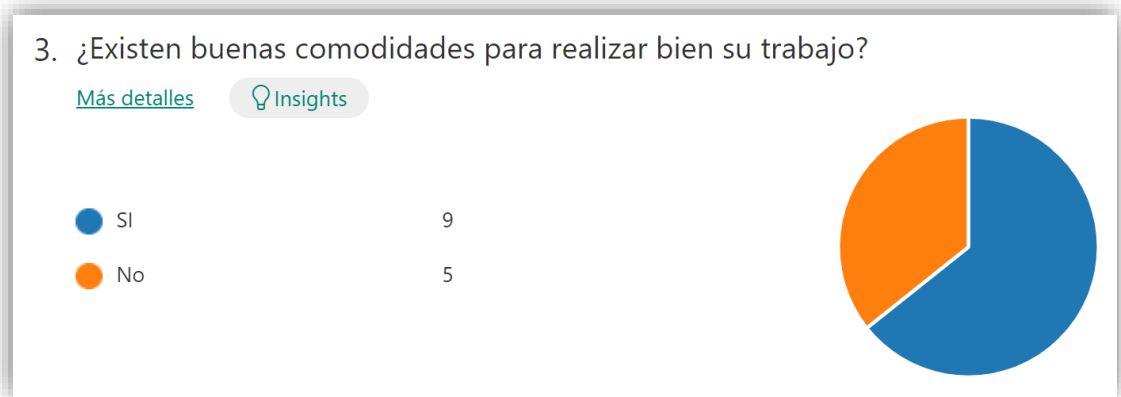 3. ¿Existen buenas comodidades para realizar bien su trabajo?
Más detalles Insights
SI 9
No 5